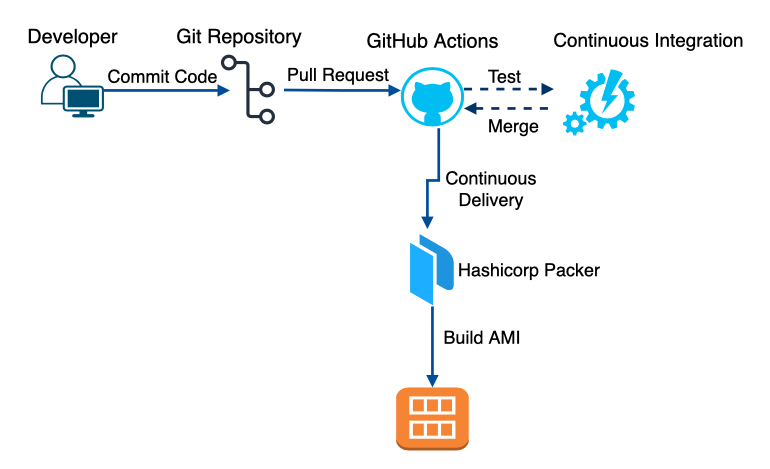 Developer
Git Repository
GitHub Actions
Continuous Integration
Commit Code
Pull Request
Test
Merge
Continuous
Delivery
Hashicorp Packer
Build AMI